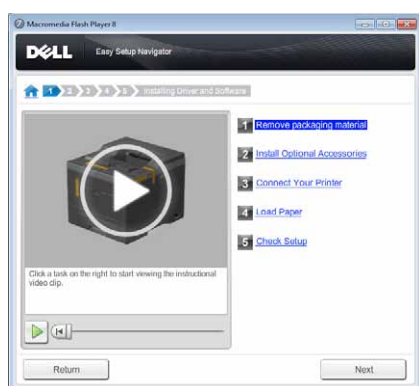 Macromedia Flash Player 8
DELL Easy Setup Navigator
1 2 3 4 5 Installing Driver and Software
1 Remove packaging material
2 Install Optional Accessories
3 Connect Your Printer
4 Load Paper
5 Check Setup
Click a task on the right to start viewing the instructional
video clip.
Return Next